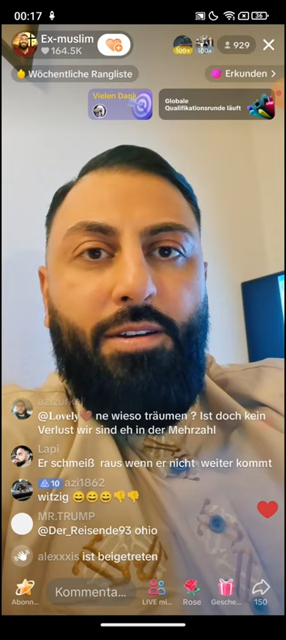 00:17
36
Ex-muslim
164.5K
500+
929
Wöchentliche Rangliste
Erkunden >
Vielen Dank
Globale
Qualifikationsrunde läuft
@Lovely ne wieso träumen ? Ist doch kein
Verlust wir sind eh in der Mehrzahl
Lapi
Er schmeiß raus wenn er nicht weiter kommt
10 azi1862
witzig 😄😄😄👎👎
MR.TRUMP
@Der_Reisende93 ohio
alexxxis ist beigetreten
Abonn...
Kommenta...
LIVE mi...
Rose
Gesche...
150